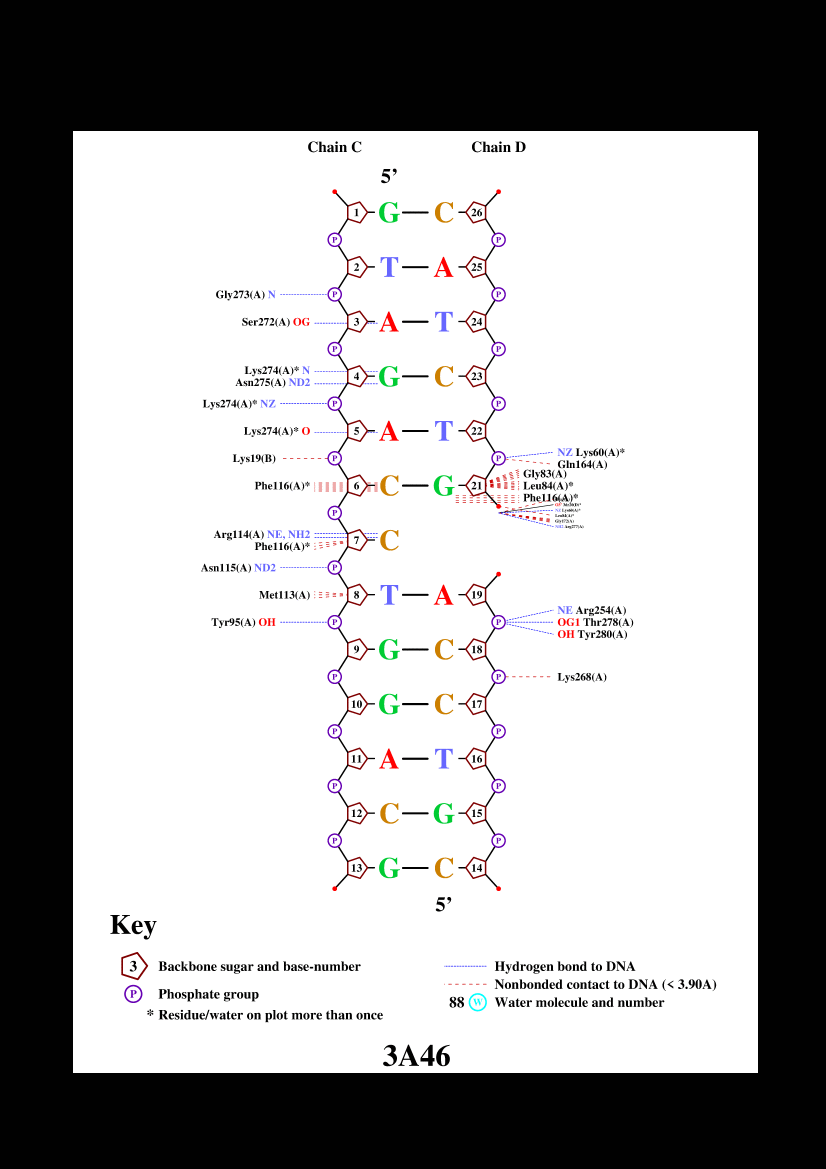 Chain C Chain D
5’
1 G C 26
P P
2 T A 25
Gly273(A) N P P
Ser272(A) OG 3 A T 24
P P
Lys274(A)* N
4 G C 23
Asn275(A) ND2
Lys274(A)* NZ P P
Lys274(A)* O 5 A T 22
NZ Lys60(A)*
Lys19(B) P P
Gln164(A)
Gly83(A)
Phe116(A)* 6 C G 21 Leu84(A)*
Phe116(A)*
P
Arg114(A) NE, NH2
7 C
Phe116(A)*
Asn115(A) ND2 P
Met113(A) 8 T A 19
NE Arg254(A)
Tyr95(A) OH P P OG1 Thr278(A)
OH Tyr280(A)
9 G C 18
P P Lys268(A)
10 G C 17
P P
11 A T 16
P P
12 C G 15
P P
13 G C 14
5’
Key
3 Backbone sugar and base-number
P Phosphate group
* Residue/water on plot more than once
Hydrogen bond to DNA
Nonbonded contact to DNA (< 3.90A)
88 W Water molecule and number
3A46